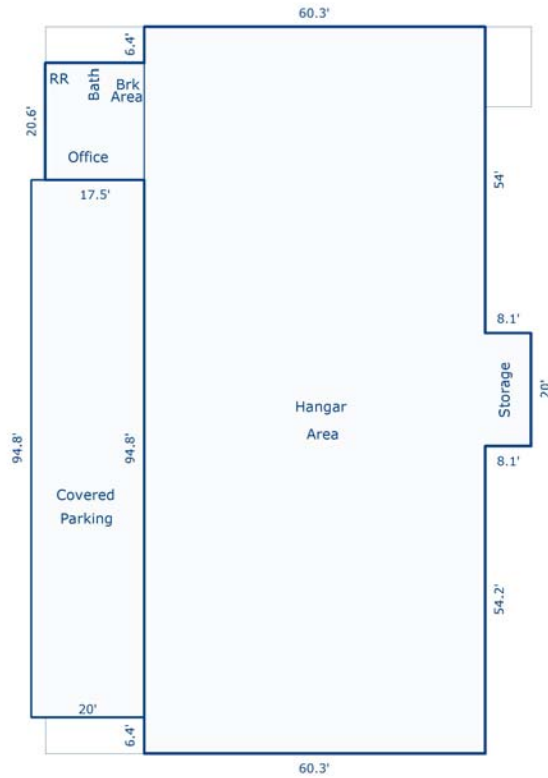 60.3'
6.4'
RR
Bath
Brk
Area
20.6'
Office
17.5'
54'
8.1'
Storage
20'
8.1'
Hangar
Area
94.8'
94.8'
Covered
Parking
54.2'
20'
6.4'
60.3'